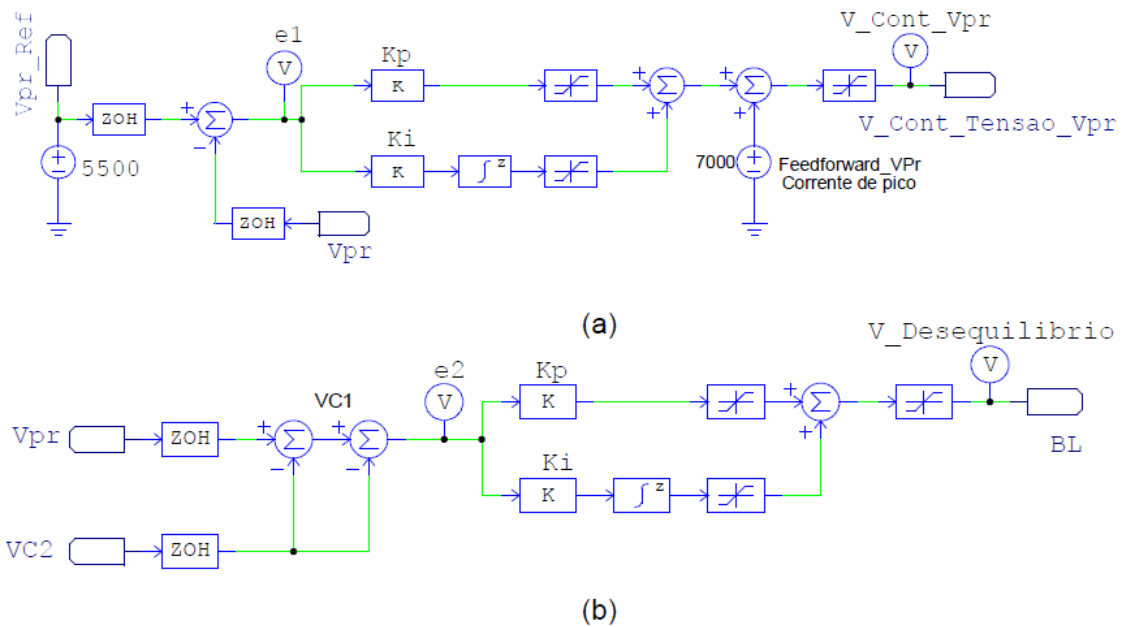 Vpr_Ref
ZOH
5500
e1
V
Kp
K
Ki
K
z
ZOH
Vpr
7000
Feedforward_VPr
Corrente de pico
V_Cont_Vpr
V
V_Cont_Tensao_Vpr
(a)
Vpr
ZOH
VC1
VC2
ZOH
e2
V
Kp
K
Ki
K
z
V_Desequilibrio
V
BL
(b)